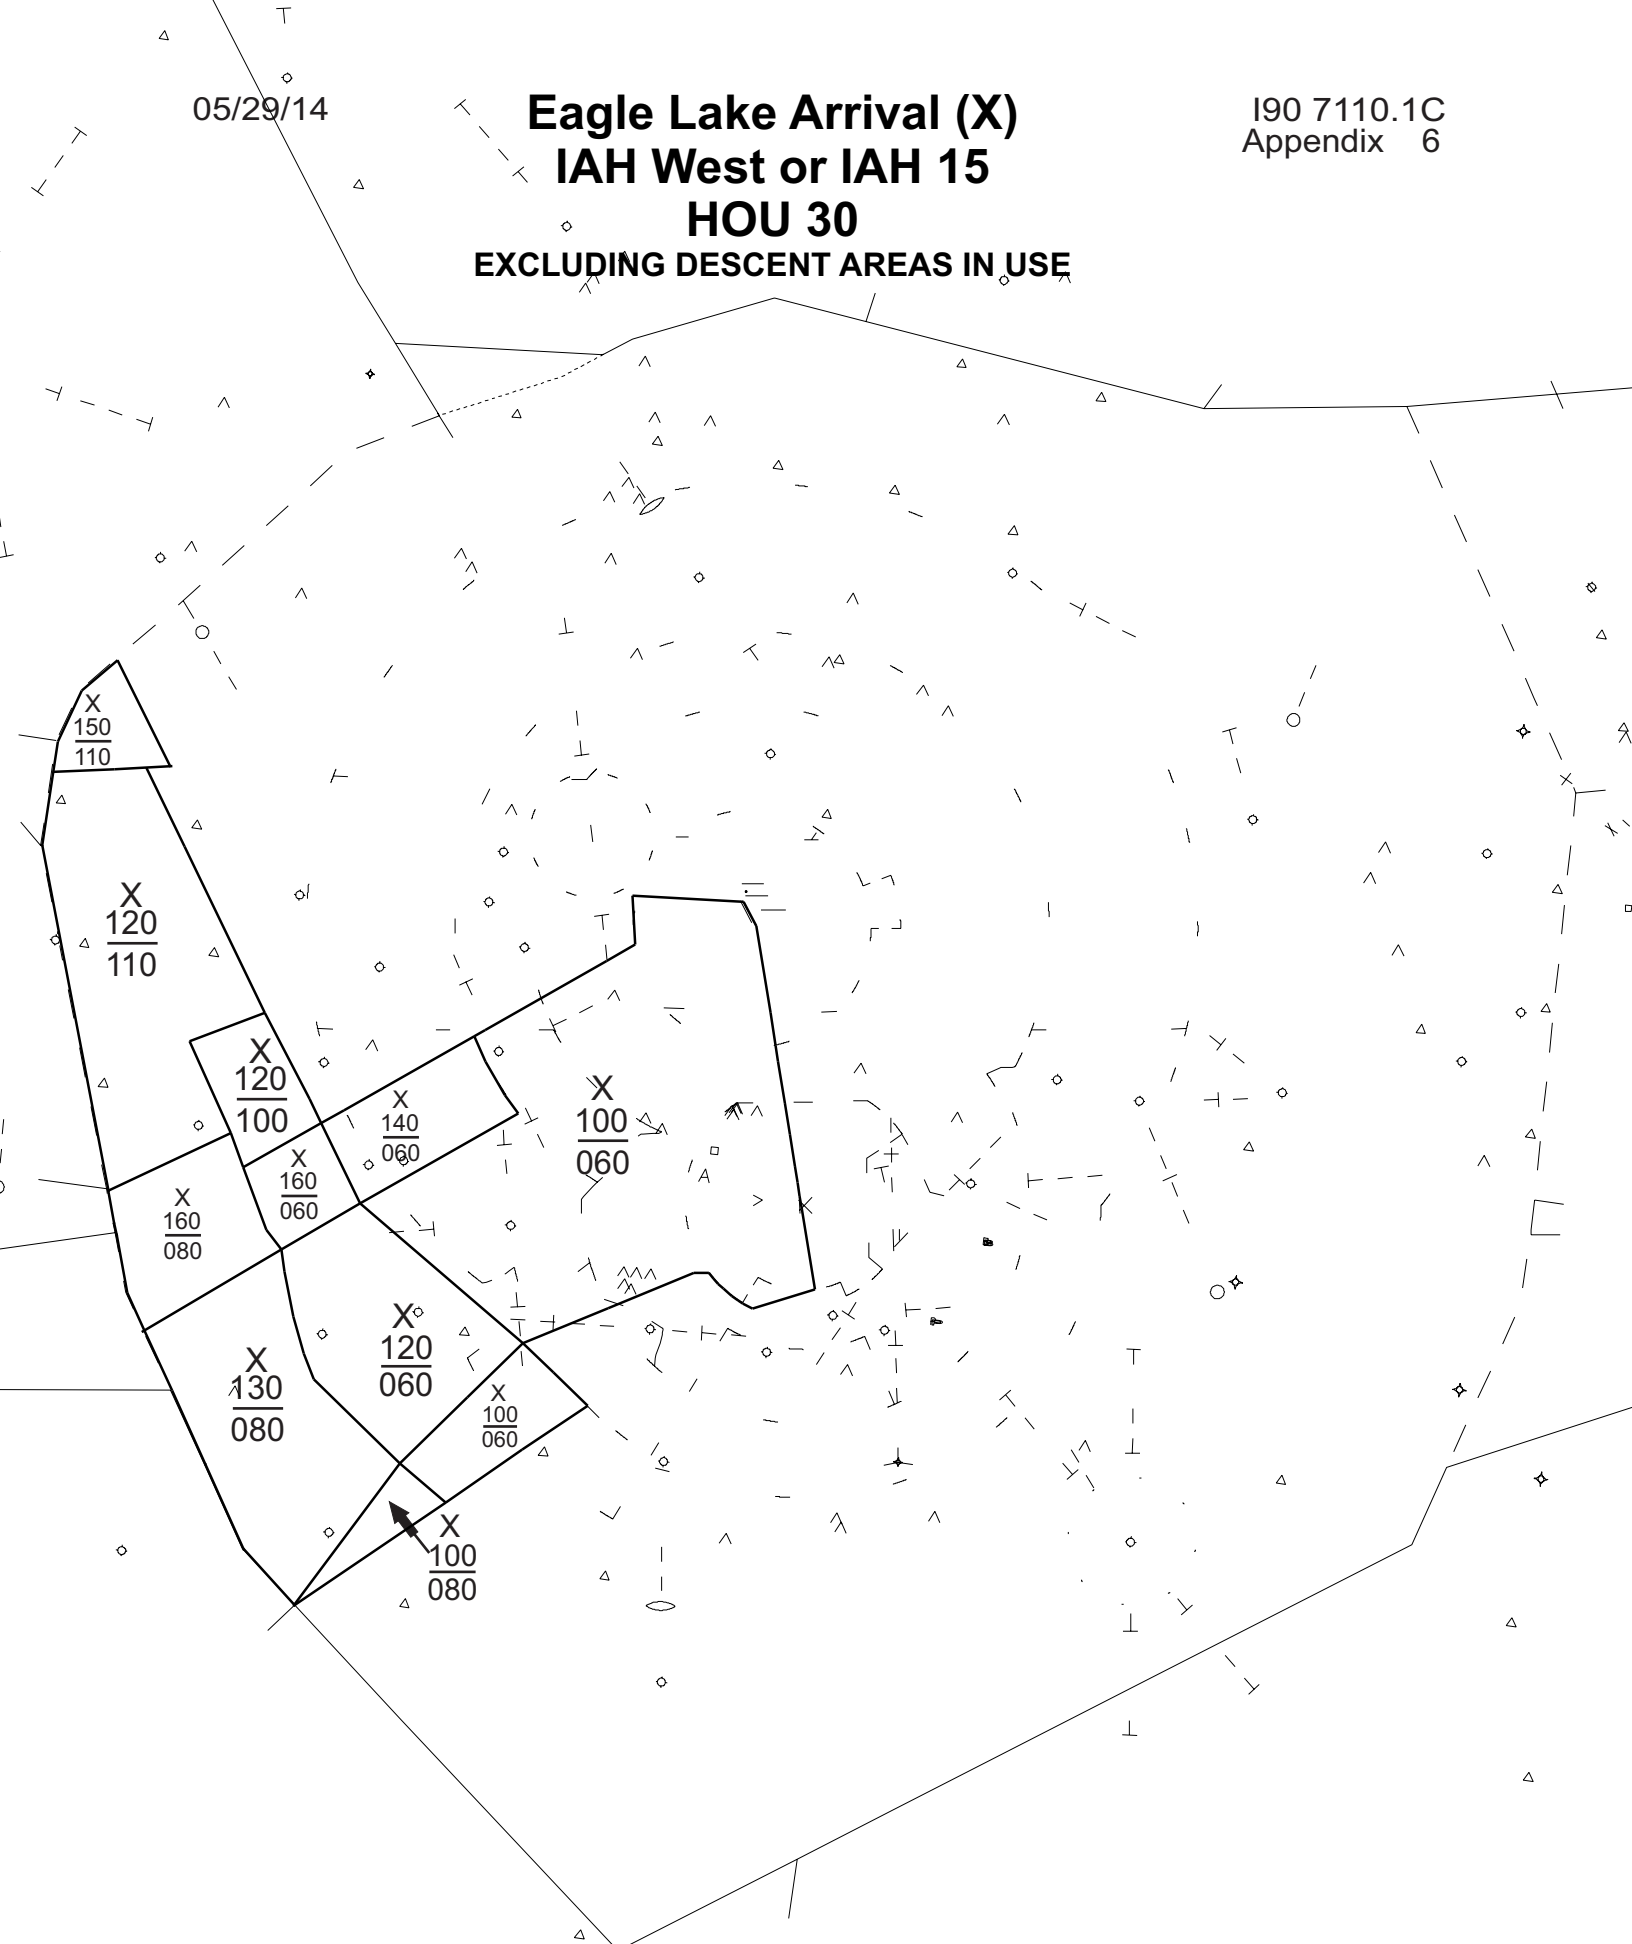 05/29/14
Eagle Lake Arrival (X)
IAH West or IAH 15
HOU 30
EXCLUDING DESCENT AREAS IN USE
I90 7110.1C
Appendix 6
X
150
110
X
120
110
X
120
100
X
140
060
X
100
060
X
160
060
X
160
080
X
120
060
X
130
080
X
100
060
X
100
080